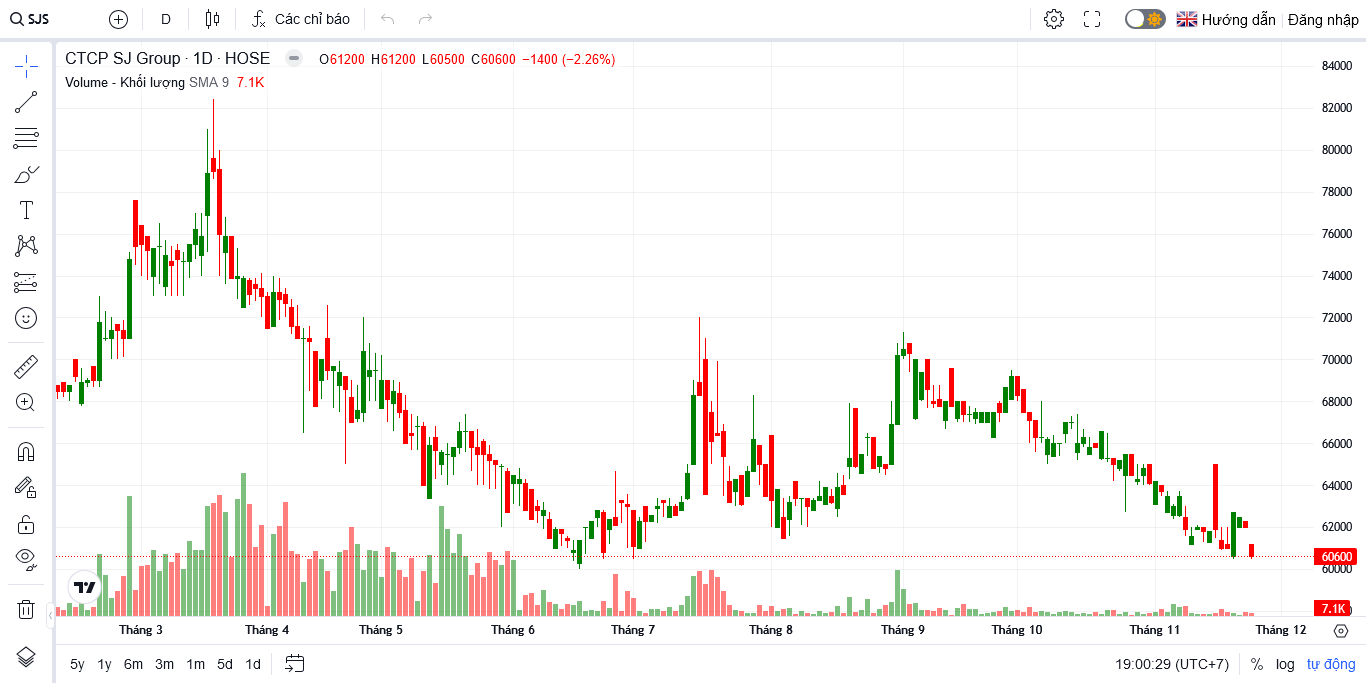 SJS D Các chỉ báo Hướng dẫn Đăng nhập
CTCP SJ Group · 1D · HOSE O61200 H61200 L60500 C60600 −1400 (−2.26%)
Volume - Khối lượng SMA 9 7.1K
84000
82000
80000
78000
76000
74000
72000
70000
68000
66000
64000
62000
60600
60000
7.1K
Tháng 3 Tháng 4 Tháng 5 Tháng 6 Tháng 7 Tháng 8 Tháng 9 Tháng 10 Tháng 11 Tháng 12
5y 1y 6m 3m 1m 5d 1d 19:00:29 (UTC+7) % log tự động